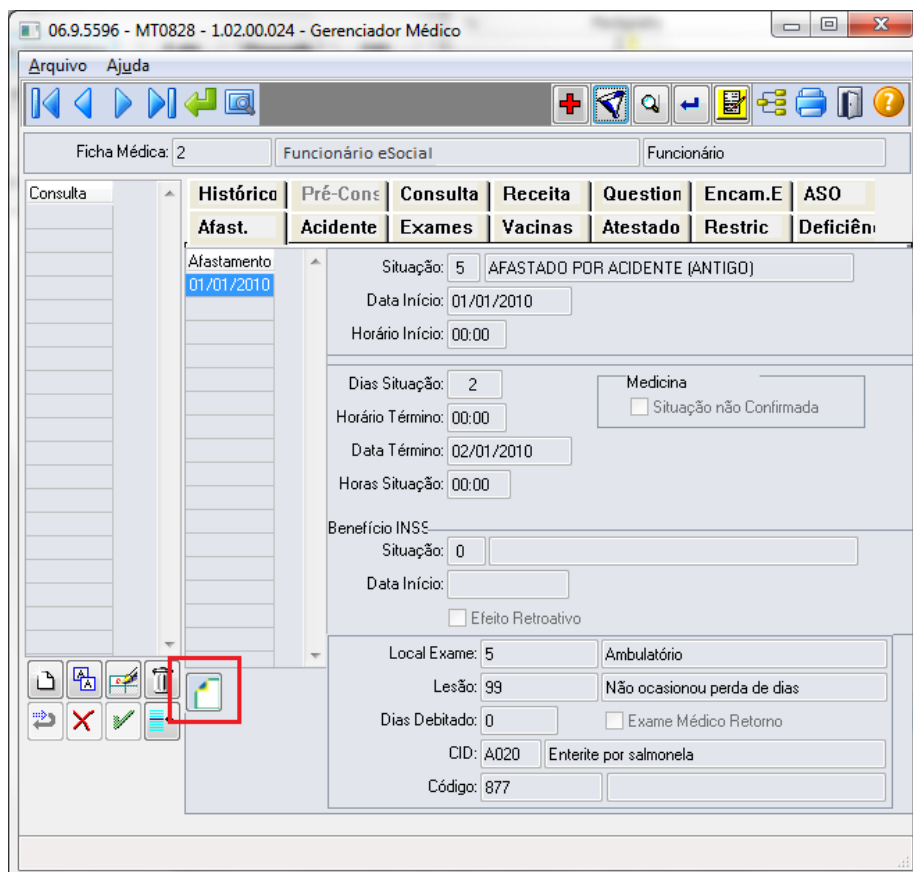 06.9.5596 - MT0828 - 1.02.00.024 - Gerenciador Médico
Arquivo Ajuda
Ficha Médica: 2 Funcionário eSocial Funcionário
Consulta
Histórico Pré-Cons Consulta Receita Question Encam.E ASO
Afast. Acidente Exames Vacinas Atestado Restric Deficiên
Afastamento
01/01/2010
Situação: 5 AFASTADO POR ACIDENTE (ANTIGO)
Data Início: 01/01/2010
Horário Início: 00:00
Dias Situação: 2
Medicina
Situação não Confirmada
Horário Término: 00:00
Data Término: 02/01/2010
Horas Situação: 00:00
Benefício INSS
Situação: 0
Data Início:
Efeito Retroativo
Local Exame: 5 Ambulatório
Lesão: 99 Não ocasionou perda de dias
Dias Debitado: 0 Exame Médico Retorno
CID: A020 Enterite por salmonela
Código: 877